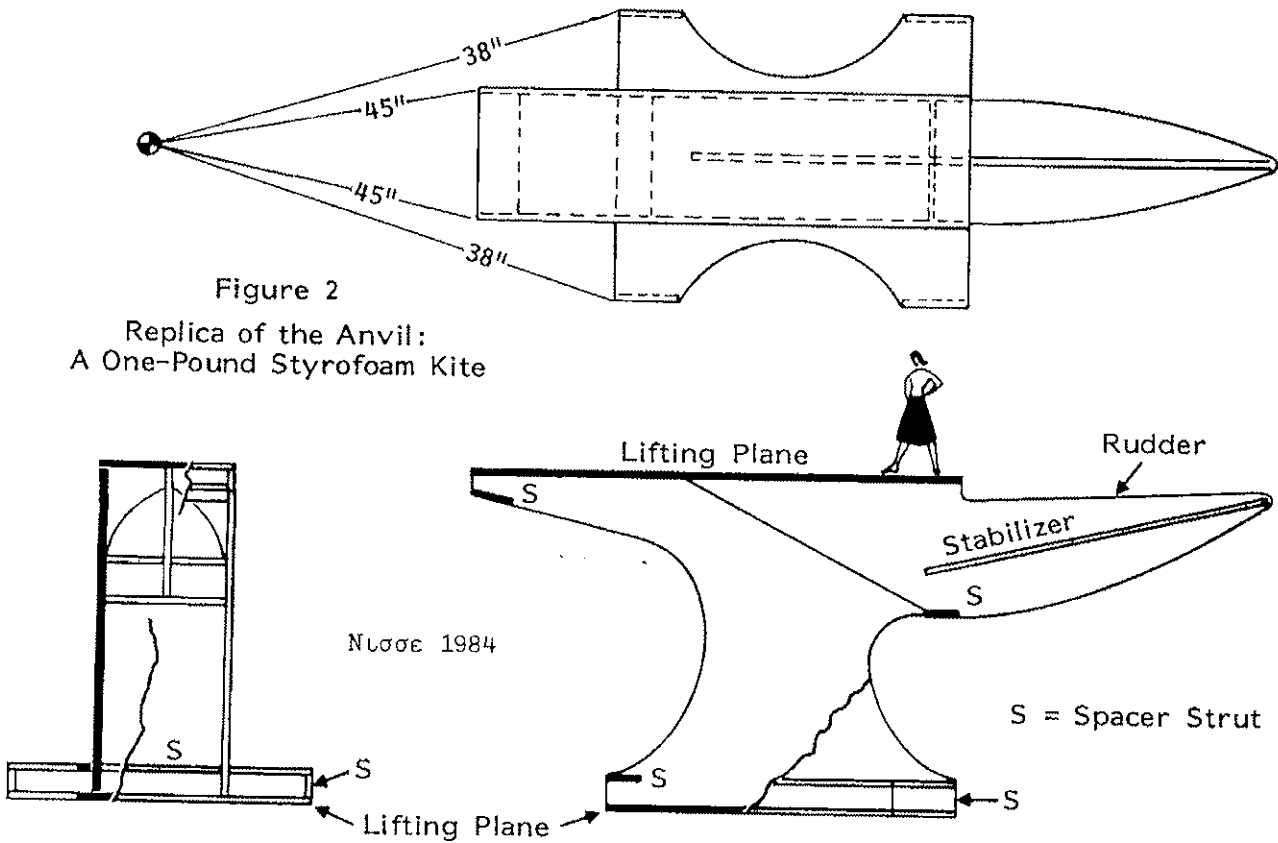 38"
45"
45"
38"
Figure 2
Replica of the Anvil:
A One-Pound Styrofoam Kite
Lifting Plane
Rudder
S
Stabilizer
S
Νισσε 1984
S = Spacer Strut
S
S
S
S
Lifting Plane